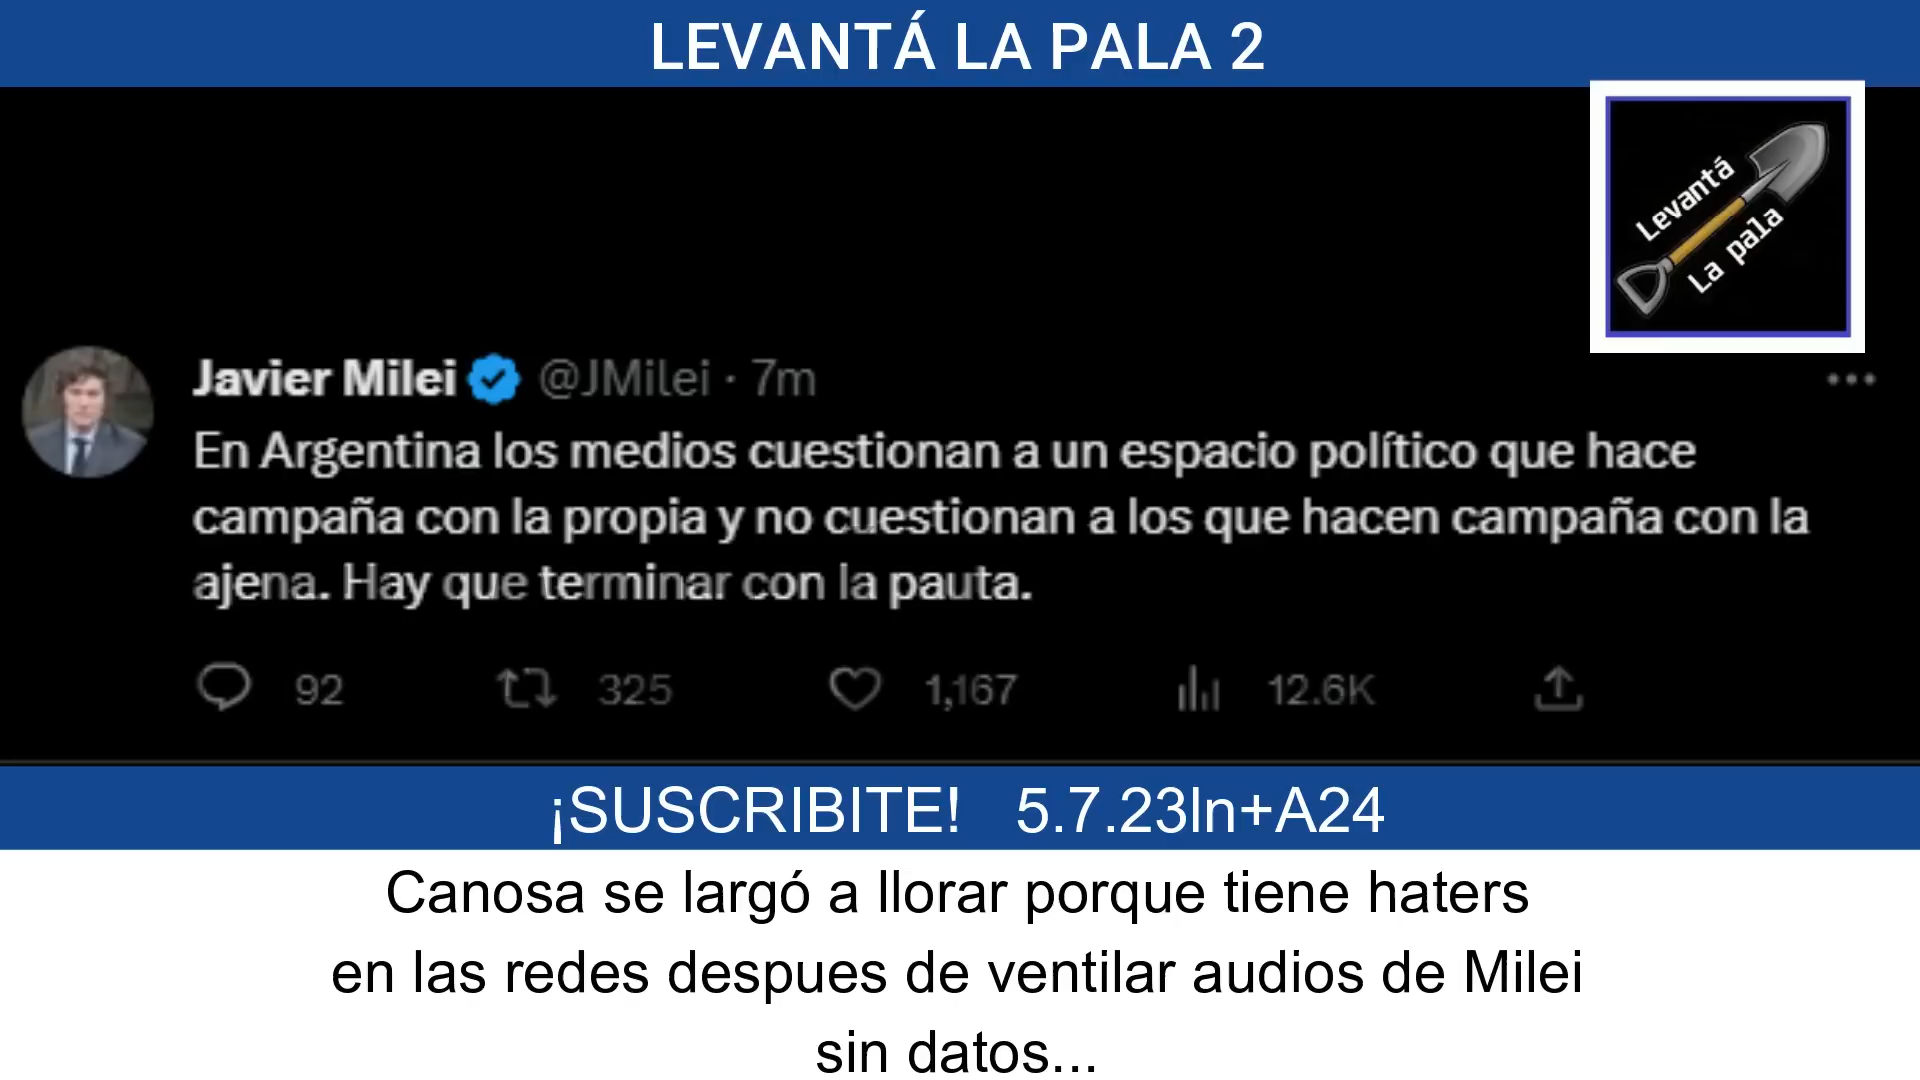 LEVANTÁ LA PALA 2
Levantá
La pala
Javier Milei @JMilei · 7m
En Argentina los medios cuestionan a un espacio político que hace
campaña con la propia y no cuestionan a los que hacen campaña con la
ajena. Hay que terminar con la pauta.
92 325 1,167 12.6K
¡SUSCRIBITE! 5.7.23ln+A24
Canosa se largó a llorar porque tiene haters
en las redes despues de ventilar audios de Milei
sin datos...